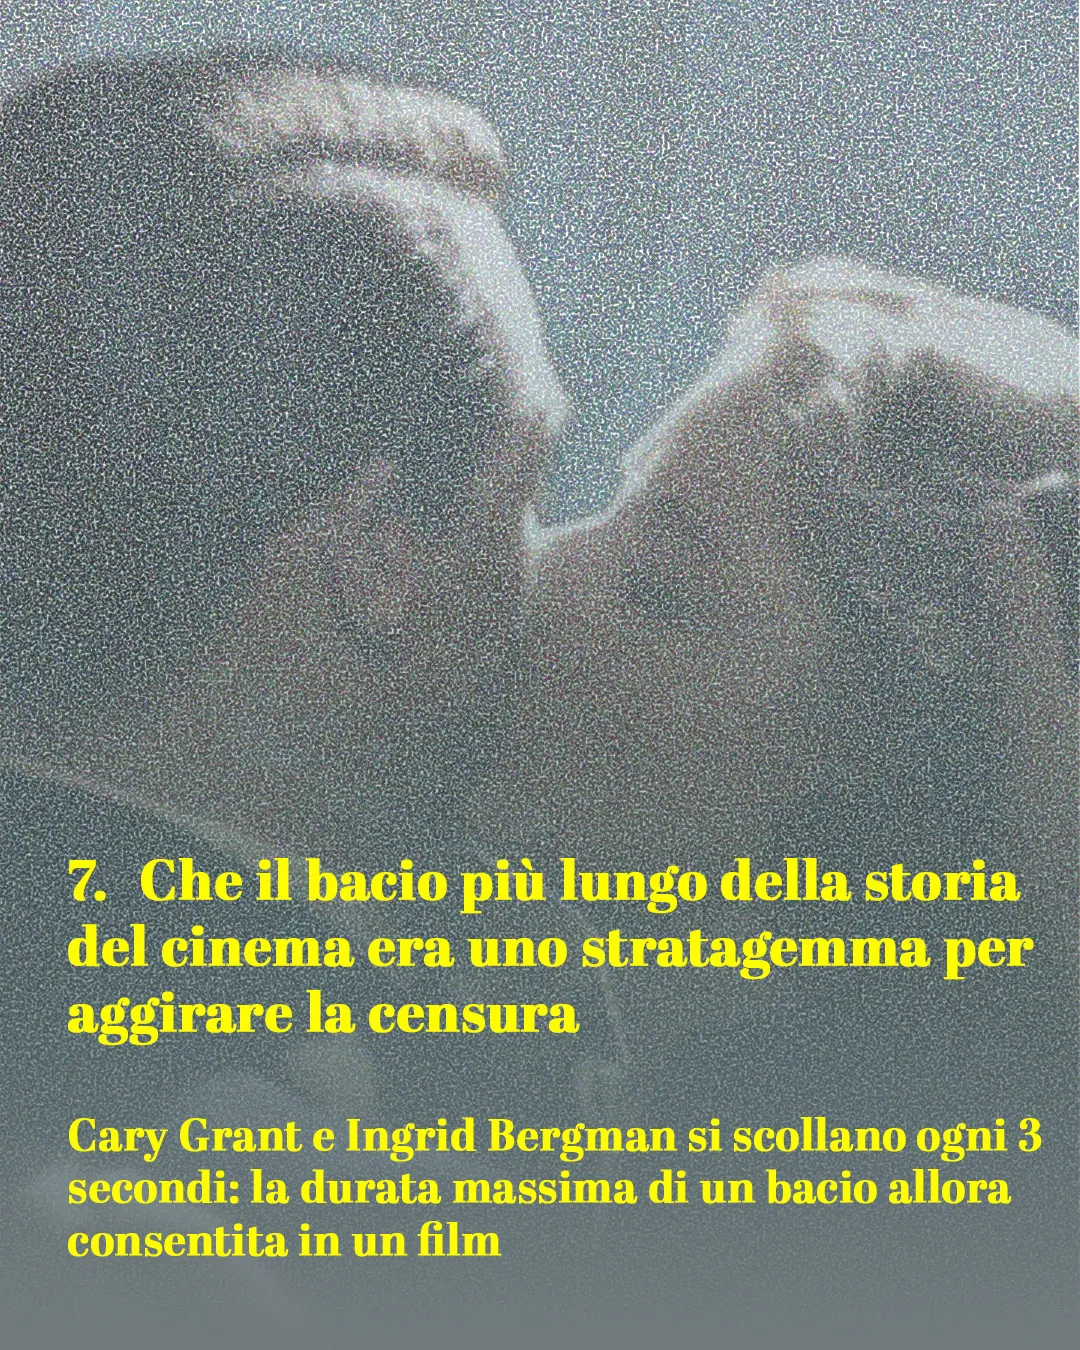 7. Che il bacio più lungo della storia
del cinema era uno stratagemma per
aggirare la censura
Cary Grant e Ingrid Bergman si scollano ogni 3
secondi: la durata massima di un bacio allora
consentita in un film